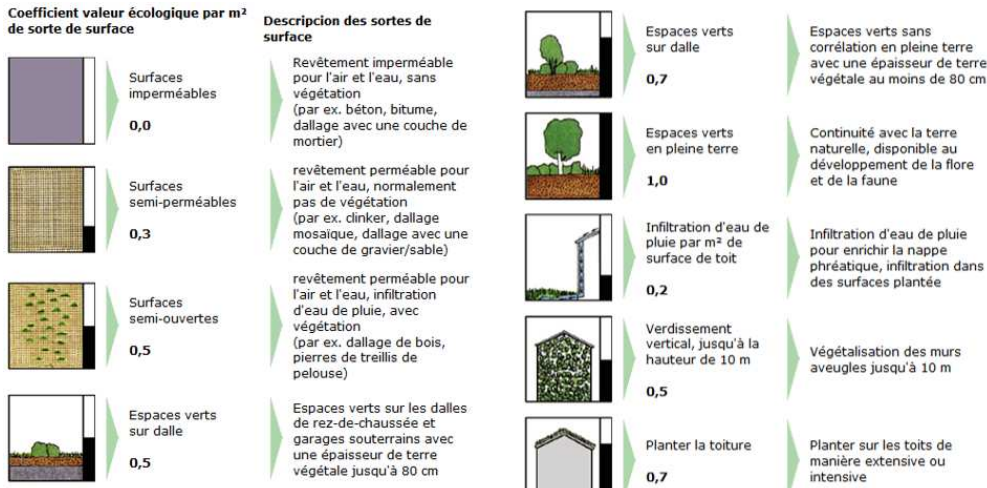 Coefficient valeur écologique par m²
de sorte de surface
Descripcion des sortes de
surface
Surfaces
imperméables
0,0
Revêtement imperméable
pour l'air et l'eau, sans
végétation
(par ex. béton, bitume,
dallage avec une couche de
mortier)
Surfaces
semi-perméables
0,3
revêtement perméable pour
l'air et l'eau, normalement
pas de végétation
(par ex. clinker, dallage
mosaïque, dallage avec une
couche de gravier/sable)
Surfaces
semi-ouvertes
0,5
revêtement perméable pour
l'air et l'eau, infiltration
d'eau de pluie, avec
végétation
(par ex. dallage de bois,
pierres de treillis de
pelouse)
Espaces verts
sur dalle
0,5
Espaces verts sur les dalles
de rez-de-chaussée et
garages souterrains avec
une épaisseur de terre
végétale jusqu'à 80 cm
Espaces verts
sur dalle
0,7
Espaces verts sans
corrélation en pleine terre
avec une épaisseur de terre
végétale au moins de 80 cm
Espaces verts
en pleine terre
1,0
Continuité avec la terre
naturelle, disponible au
développement de la flore
et de la faune
Infiltration d'eau de
pluie par m² de
surface de toit
0,2
Infiltration d'eau de pluie
pour enrichir la nappe
phréatique, infiltration dans
des surfaces plantée
Verdissement
vertical, jusqu'à la
hauteur de 10 m
0,5
Végétalisation des murs
aveugles jusqu'à 10 m
Planter la toiture
0,7
Planter sur les toits de
manière extensive ou
intensive